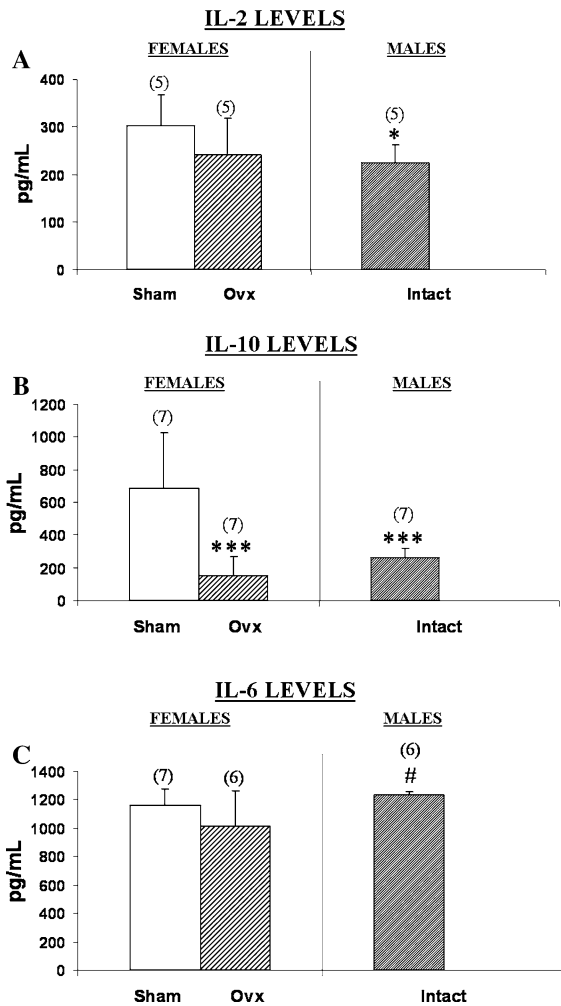 IL-2 LEVELS
FEMALES MALES
A
400
300
200
100
0
pg/mL
(5) (5) (5)
*
Sham Ovx Intact
IL-10 LEVELS
FEMALES MALES
B
1200
1000
800
600
400
200
0
pg/mL
(7) (7) (7)
*** ***
Sham Ovx Intact
IL-6 LEVELS
FEMALES MALES
C
1400
1200
1000
800
600
400
200
0
pg/mL
(7) (6) (6)
#
Sham Ovx Intact